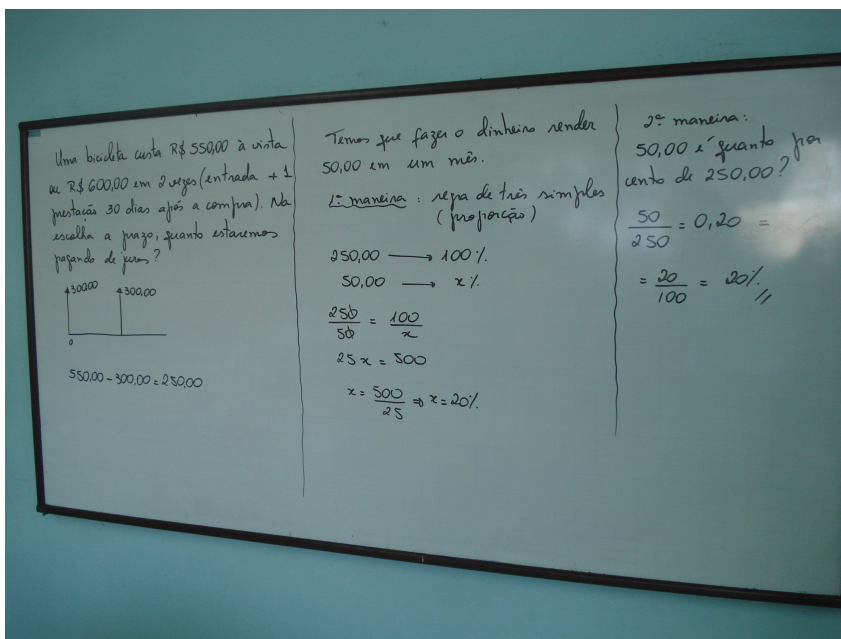 Uma bicicleta custa R$ 550,00 à vista
ou R$ 600,00 em 2 vezes (entrada + 1
prestação 30 dias após a compra). Na
escolha a prazo, quanto estaremos
pagando de juros?
300,00 300,00
0
550,00 - 300,00 = 250,00
Temos que fazer o dinheiro render
50,00 em um mês.
1ª maneira : regra de três simples
(proporção)
250,00 → 100%.
50,00 → x%.
250/50 = 100/x
25x = 500
x = 500/25 ⇒ x = 20%.
2ª maneira:
50,00 é quanto por
cento de 250,00?
50/250 = 0,20 =
= 20/100 = 20%.//